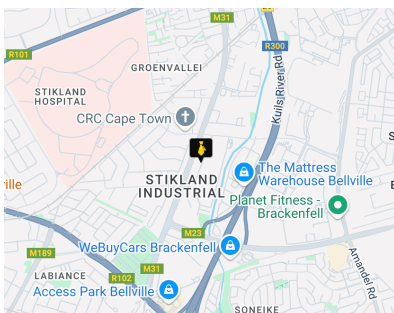 M31
R101
R300
GROENVALLEI
Kuils River Rd
STIKLAND
HOSPITAL
CRC Cape Town
STIKLAND
INDUSTRIAL
The Mattress
Warehouse Bellville
ville
Planet Fitness -
Brackenfell
M23
WeBuyCars Brackenfell
M189
M31
R102
LABIANCE
Access Park Bellville
Amandel Rd
SONEIKE